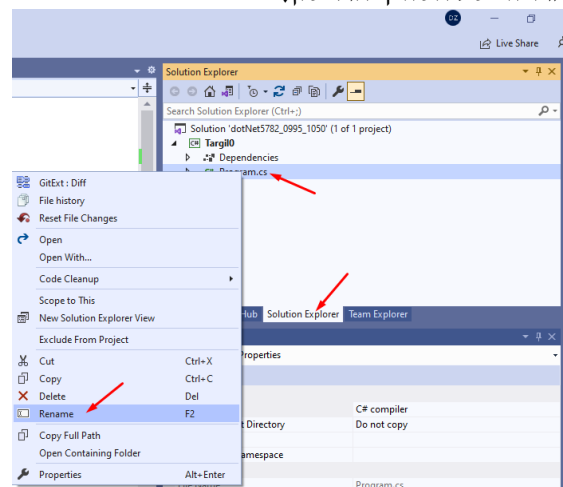 DZ
Live Share
Solution Explorer
Search Solution Explorer (Ctrl+;)
Solution 'dotNet5782_0995_1050' (1 of 1 project)
C# Targil0
Dependencies
Program.cs
GitExt : Diff
File history
Reset File Changes
Open
Open With...
Code Cleanup
Scope to This
New Solution Explorer View
Exclude From Project
Cut Ctrl+X
Copy Ctrl+C
Delete Del
Rename F2
Copy Full Path
Open Containing Folder
Properties Alt+Enter
Solution Explorer Team Explorer
Properties
C# compiler
Directory Do not copy
Program.cs